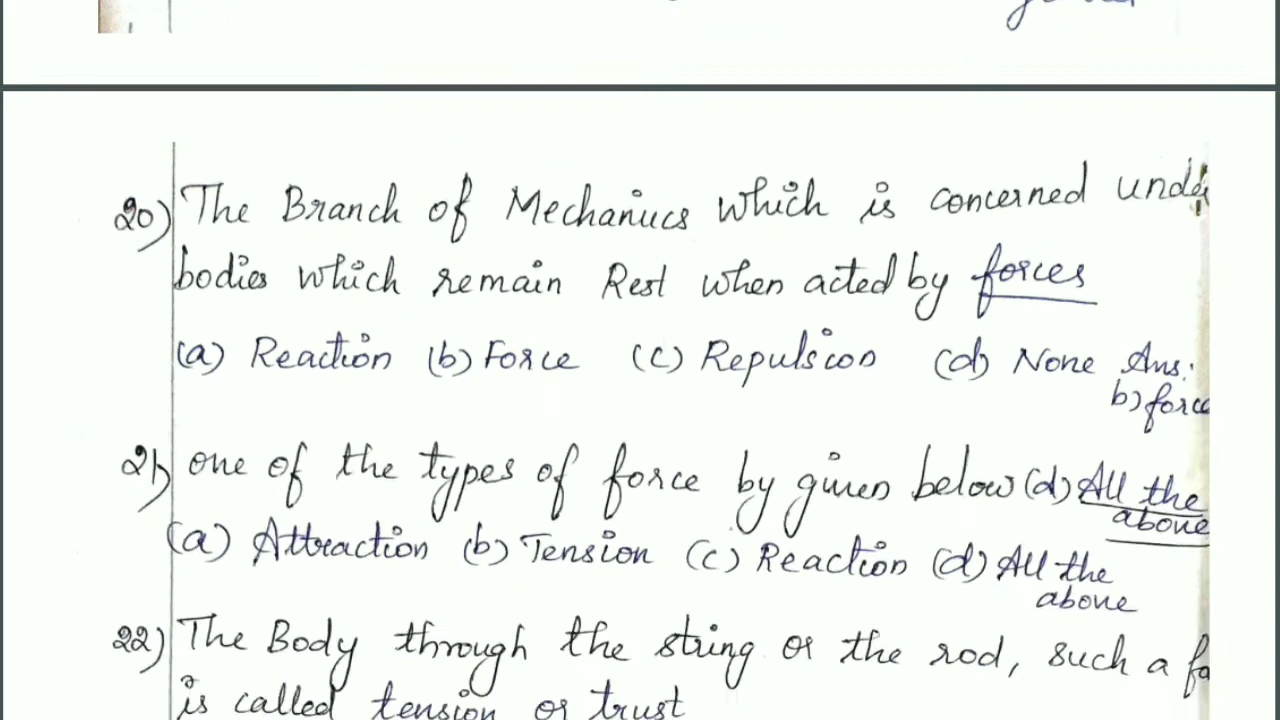 20) The Branch of Mechanics which is concerned under
bodies which remain Rest when acted by forces
(a) Reaction (b) Force (c) Repulsion (d) None Ans:
b) force
21) one of the types of force by given below (d) All the
above
(a) Attraction (b) Tension (c) Reaction (d) All the
above
22) The Body through the string or the rod, such a fo
is called tension or trust